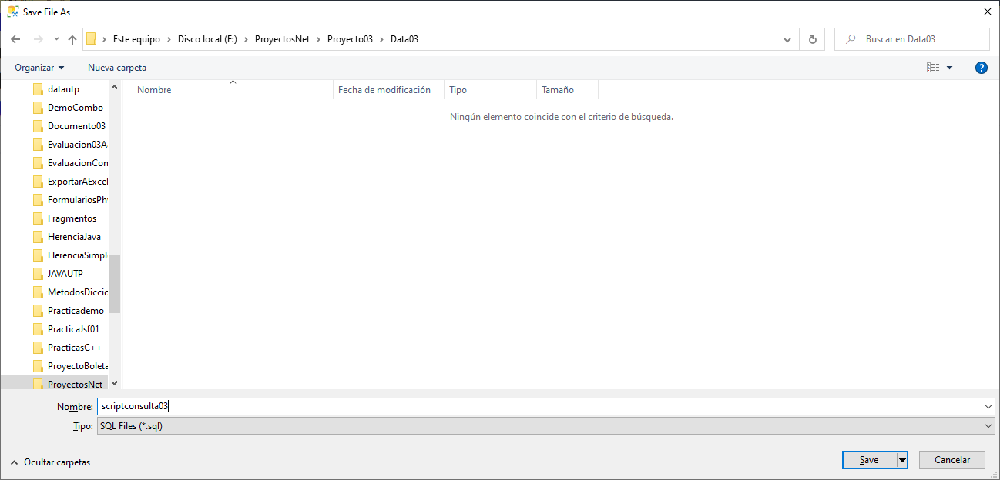 Save File As
Este equipo > Disco local (F:) > ProyectosNet > Proyecto03 > Data03
Buscar en Data03
Organizar
Nueva carpeta
Nombre
Fecha de modificación
Tipo
Tamaño
Ningún elemento coincide con el criterio de búsqueda.
datautp
DemoCombo
Documento03
Evaluacion03A
EvaluacionCon
ExportarAExcel
FormulariosPhy
Fragmentos
HerenciaJava
HerenciaSimpl
JAVAUTP
MetodosDiccic
Practicademo
PracticaJsf01
PracticasC++
ProyectoBoleta
ProyectosNet
Nombre: scriptconsulta03
Tipo: SQL Files (*.sql)
Ocultar carpetas
Save
Cancelar